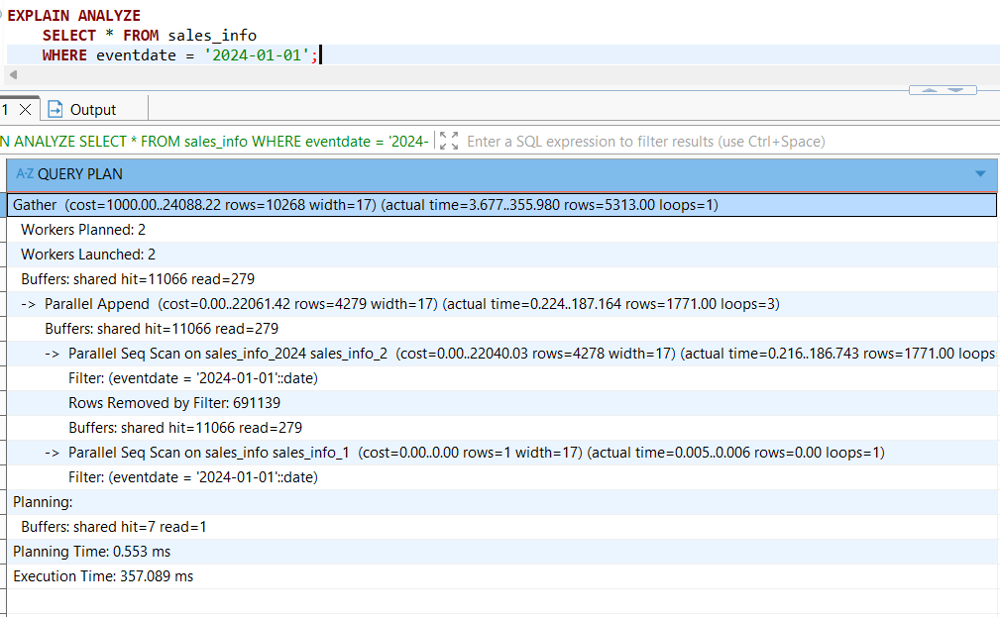 EXPLAIN ANALYZE
SELECT * FROM sales_info
WHERE eventdate = '2024-01-01';
1 Output
N ANALYZE SELECT * FROM sales_info WHERE eventdate = '2024- Enter a SQL expression to filter results (use Ctrl+Space)
A-Z QUERY PLAN
Gather (cost=1000.00..24088.22 rows=10268 width=17) (actual time=3.677..355.980 rows=5313.00 loops=1)
Workers Planned: 2
Workers Launched: 2
Buffers: shared hit=11066 read=279
-> Parallel Append (cost=0.00..22061.42 rows=4279 width=17) (actual time=0.224..187.164 rows=1771.00 loops=3)
Buffers: shared hit=11066 read=279
-> Parallel Seq Scan on sales_info_2024 sales_info_2 (cost=0.00..22040.03 rows=4278 width=17) (actual time=0.216..186.743 rows=1771.00 loops
Filter: (eventdate = '2024-01-01'::date)
Rows Removed by Filter: 691139
Buffers: shared hit=11066 read=279
-> Parallel Seq Scan on sales_info sales_info_1 (cost=0.00..0.00 rows=1 width=17) (actual time=0.005..0.006 rows=0.00 loops=1)
Filter: (eventdate = '2024-01-01'::date)
Planning:
Buffers: shared hit=7 read=1
Planning Time: 0.553 ms
Execution Time: 357.089 ms